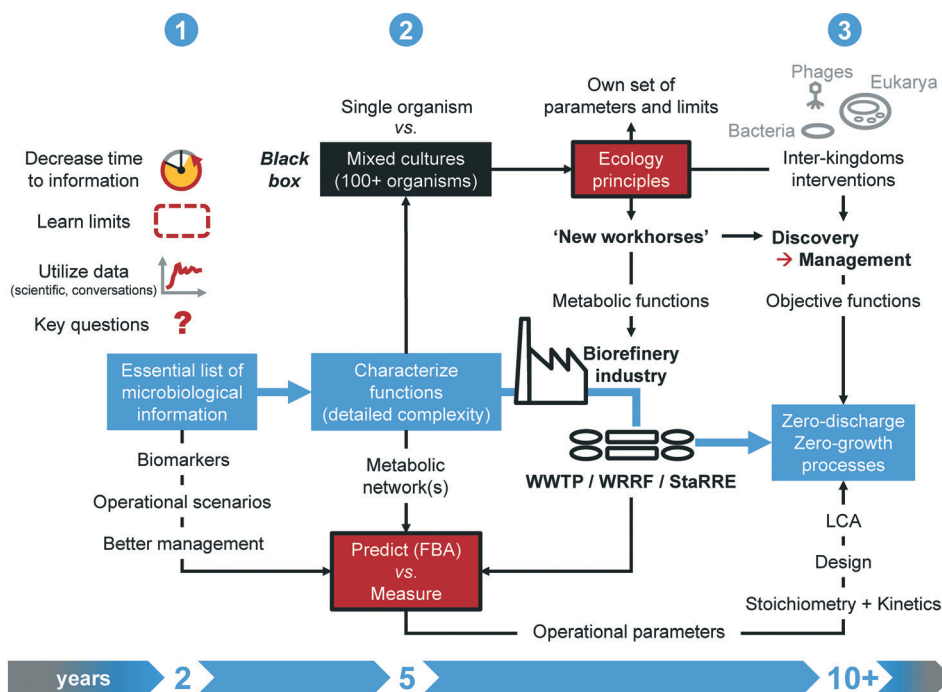 1
2
3
Decrease time
to information
Learn limits
Utilize data
(scientific, conversations)
Key questions
?
Single organism
vs.
Black
box
Mixed cultures
(100+ organisms)
Own set of
parameters and limits
Ecology
principles
Phages
Eukarya
Bacteria
Inter-kingdoms
interventions
'New workhorses'
Discovery
→ Management
Metabolic functions
Objective functions
Biorefinery
industry
Essential list of
microbiological
information
Characterize
functions
(detailed complexity)
Zero-discharge
Zero-growth
processes
WWTP / WRRF / StaRRE
Biomarkers
Operational scenarios
Better management
Metabolic
network(s)
Predict (FBA)
vs.
Measure
LCA
Design
Stoichiometry + Kinetics
Operational parameters
years
2
5
10+